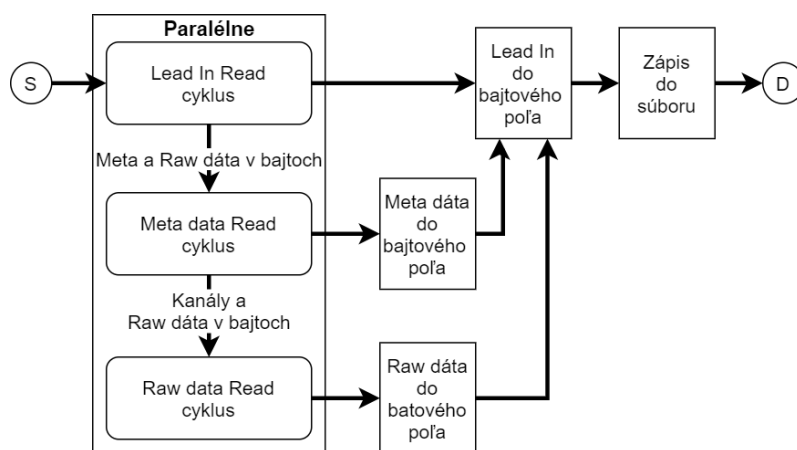 Paralélne
S
Lead In Read
cyklus
Lead In
do
bajtového
poľa
Zápis
do
súboru
D
Meta a Raw dáta v bajtoch
Meta data Read
cyklus
Meta dáta
do
bajtového
poľa
Kanály a
Raw dáta v bajtoch
Raw data Read
cyklus
Raw dáta
do
batového
poľa